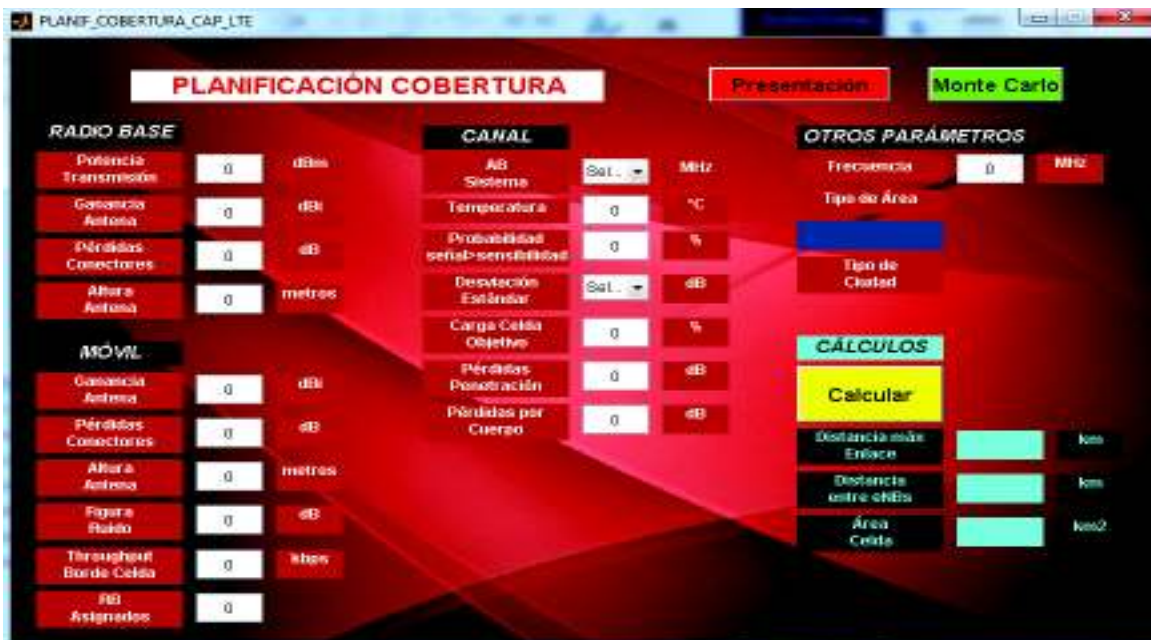 PLANIF_COBERTURA_CAP_LTE
PLANIFICACIÓN COBERTURA
Presentación
Monte Carlo
RADIO BASE
Potencia
Transmisión
0
dBm
Ganancia
Antena
0
dBi
Pérdidas
Conectores
0
dB
Altura
Antena
0
metros
MÓVIL
Ganancia
Antena
0
dBi
Pérdidas
Conectores
0
dB
Altura
Antena
0
metros
Figura
Ruido
0
dB
Throughput
Borde Celda
0
kbps
RB
Asignados
0
CANAL
AB
Sistema
Sel..
MHz
Temperatura
0
°C
Probabilidad
señal>sensibilidad
0
%
Desviación
Estándar
Sel..
dB
Carga Celda
Objetivo
0
%
Pérdidas
Penetración
0
dB
Pérdidas por
Cuerpo
0
dB
OTROS PARÁMETROS
Frecuencia
0
MHz
Tipo de Área
Tipo de
Ciudad
CÁLCULOS
Calcular
Distancia máx
Enlace
km
Distancia
entre eNBs
km
Área
Celda
km2